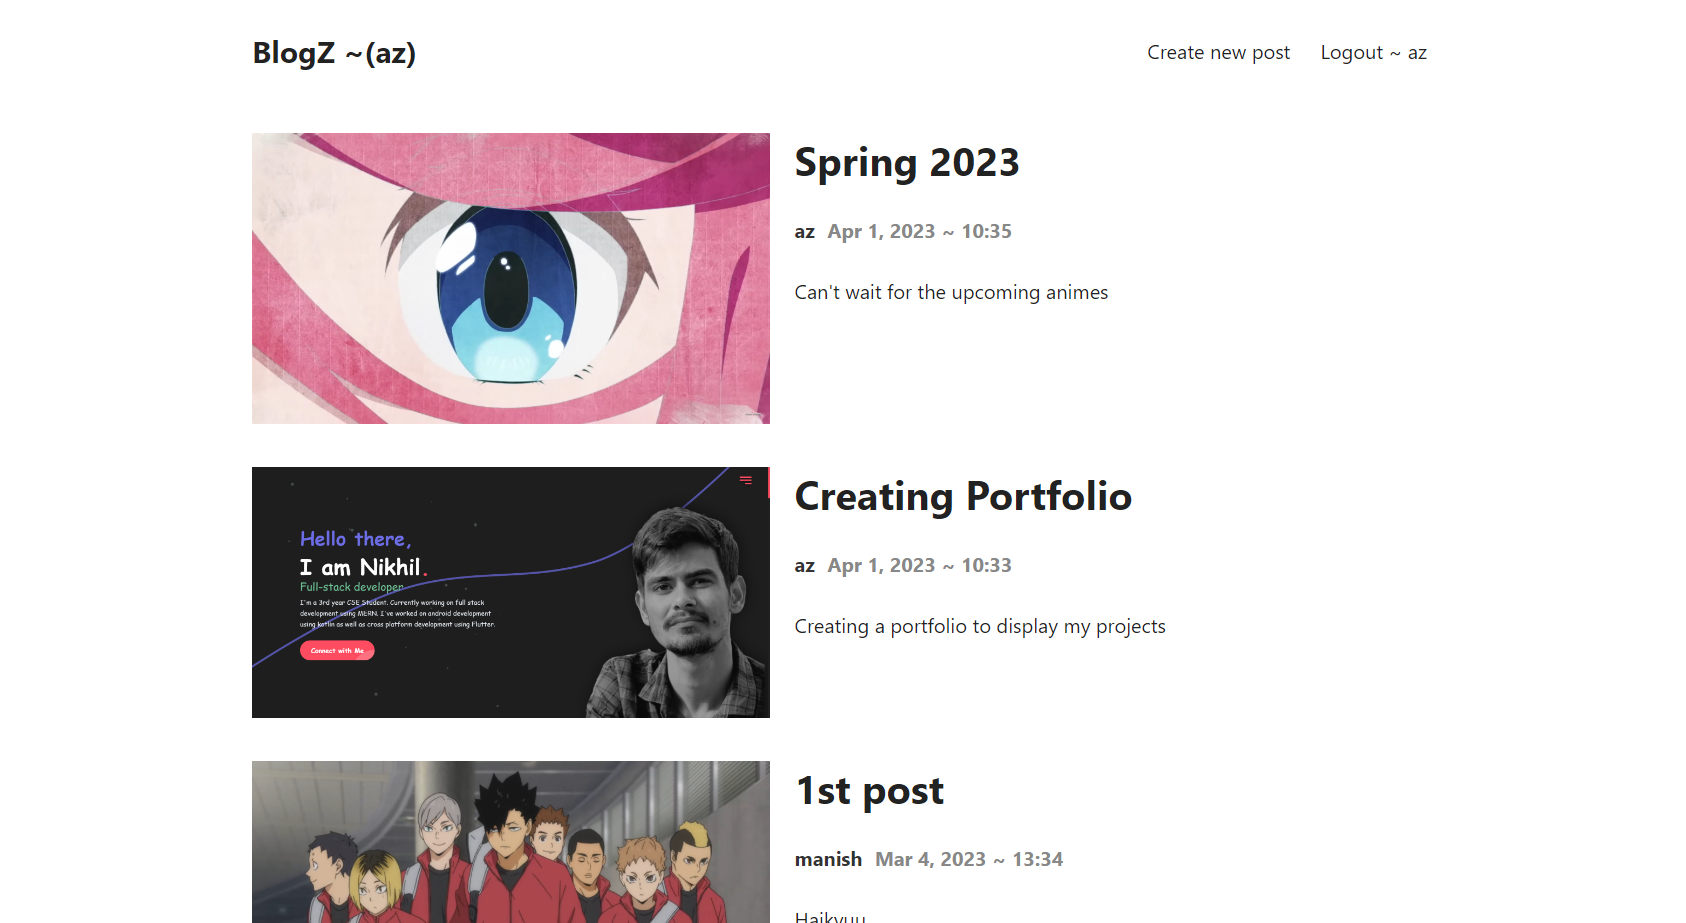 BlogZ ~(az)
Create new post
Logout ~ az
Spring 2023
az Apr 1, 2023 ~ 10:35
Can't wait for the upcoming animes
Hello there,
I am Nikhil.
Full-stack developer
I'm a 3rd year CSE Student. Currently working on full stack
development using MERN. I've worked on android development
using kotlin as well as cross platform development using Flutter.
Connect with Me
Creating Portfolio
az Apr 1, 2023 ~ 10:33
Creating a portfolio to display my projects
1st post
manish Mar 4, 2023 ~ 13:34
Haikyuu